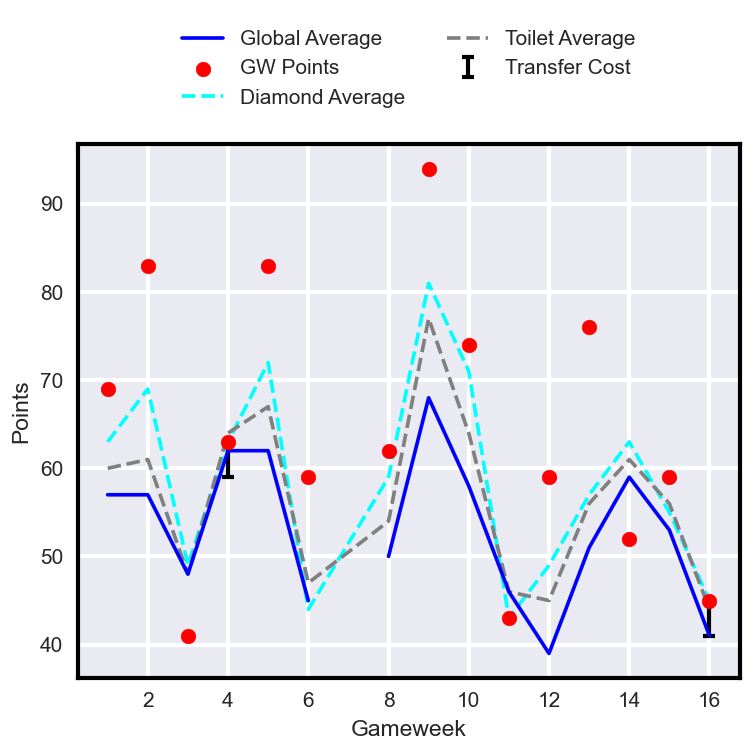 Global Average
GW Points
Diamond Average
Toilet Average
Transfer Cost
90
80
70
60
50
40
Points
2 4 6 8 10 12 14 16
Gameweek